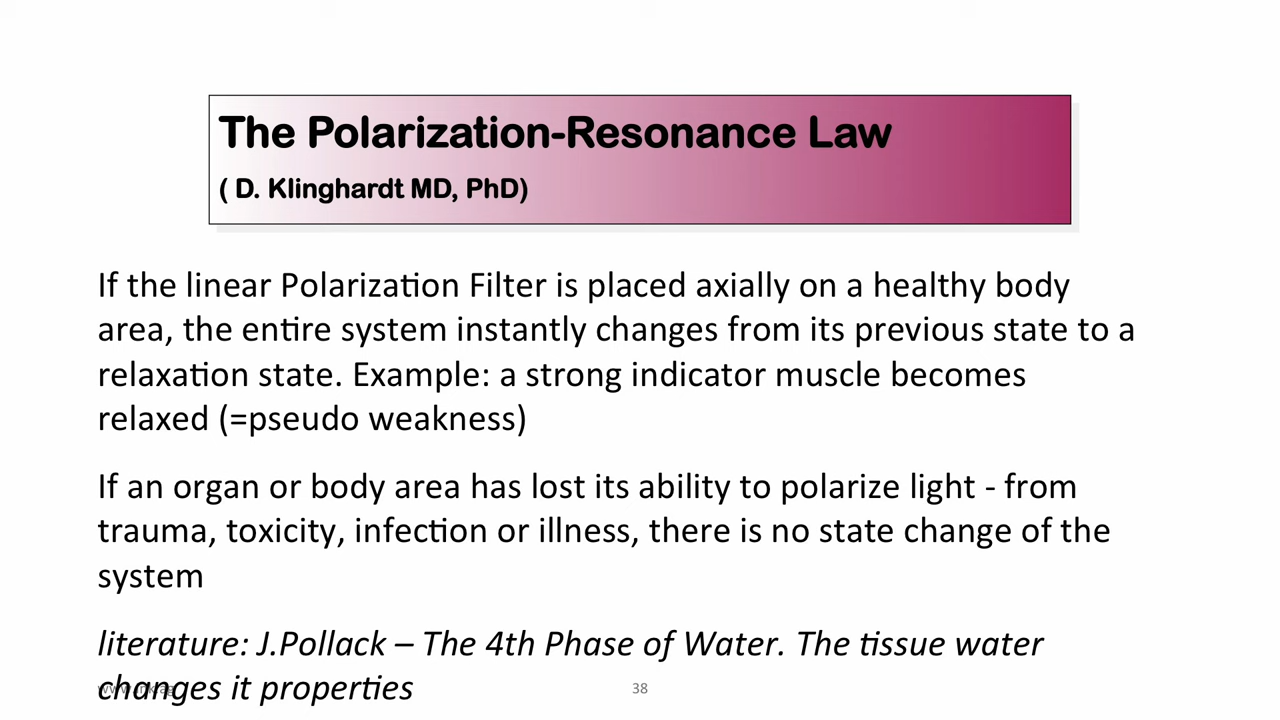 The Polarization-Resonance Law
( D. Klinghardt MD, PhD)
If the linear Polarization Filter is placed axially on a healthy body
area, the entire system instantly changes from its previous state to a
relaxation state. Example: a strong indicator muscle becomes
relaxed (=pseudo weakness)
If an organ or body area has lost its ability to polarize light - from
trauma, toxicity, infection or illness, there is no state change of the
system
literature: J.Pollack – The 4th Phase of Water. The tissue water
changes it properties
38